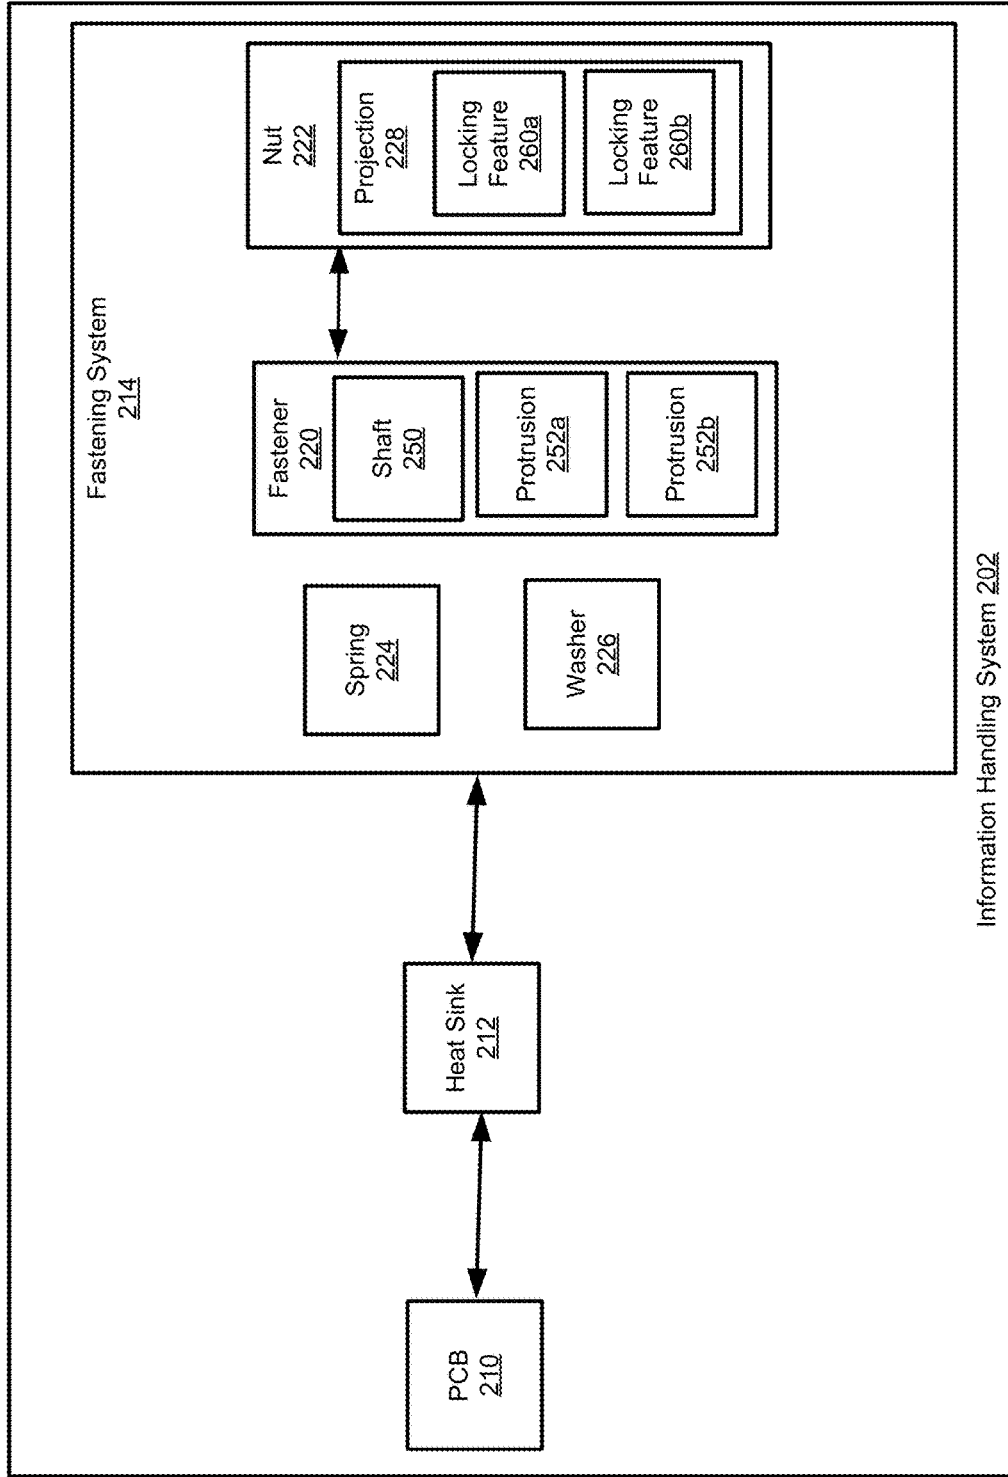 PCB
210
Heat Sink
212
Fastening System
214
Spring
224
Washer
226
Fastener
220
Shaft
250
Protrusion
252a
Protrusion
252b
Nut
222
Projection
228
Locking
Feature
260a
Locking
Feature
260b
Information Handling System 202